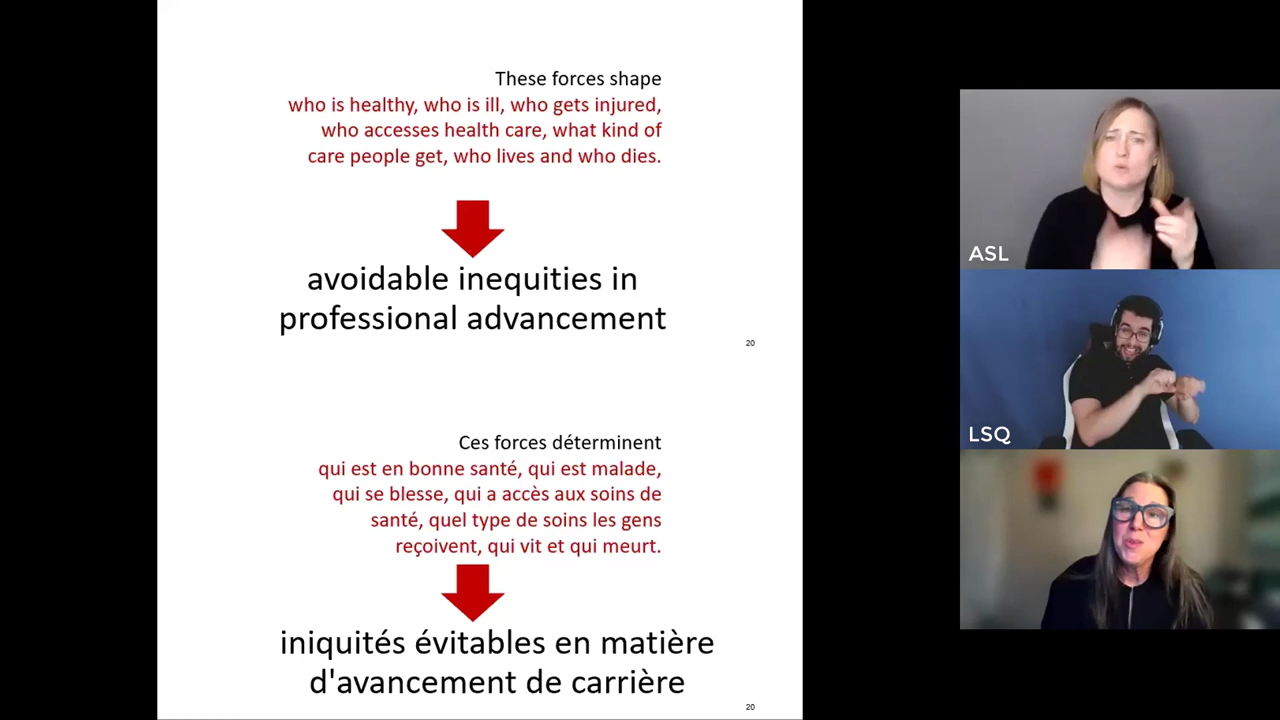 These forces shape
who is healthy, who is ill, who gets injured,
who accesses health care, what kind of
care people get, who lives and who dies.
avoidable inequities in
professional advancement
20
Ces forces déterminent
qui est en bonne santé, qui est malade,
qui se blesse, qui a accès aux soins de
santé, quel type de soins les gens
reçoivent, qui vit et qui meurt.
iniquités évitables en matière
d'avancement de carrière
20
ASL
LSQ